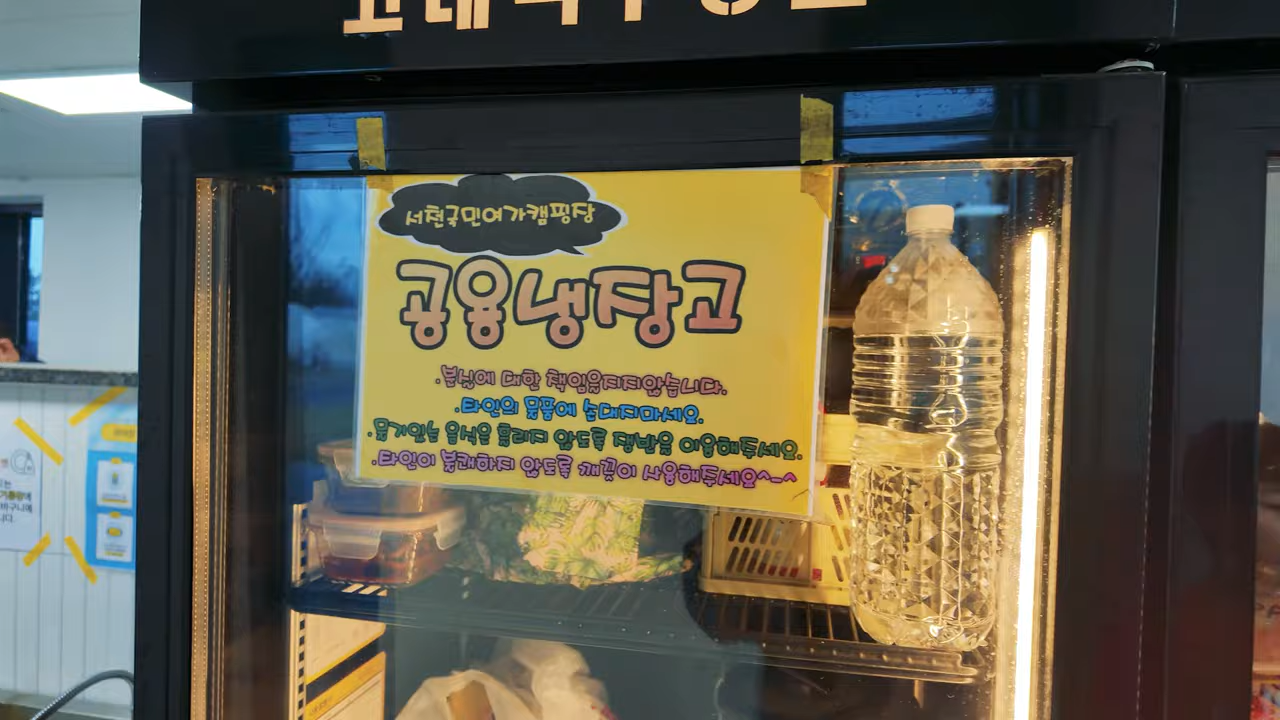 서천국민여가캠핑장
공용냉장고
.분실에 대한 책임을지지않습니다.
.타인의 물품에 손대지마세요.
.물기있는 음식은 흘리지 않도록 쟁반을 이용해주세요.
.타인이 불쾌하지 않도록 깨끗이 사용해주세요^-^